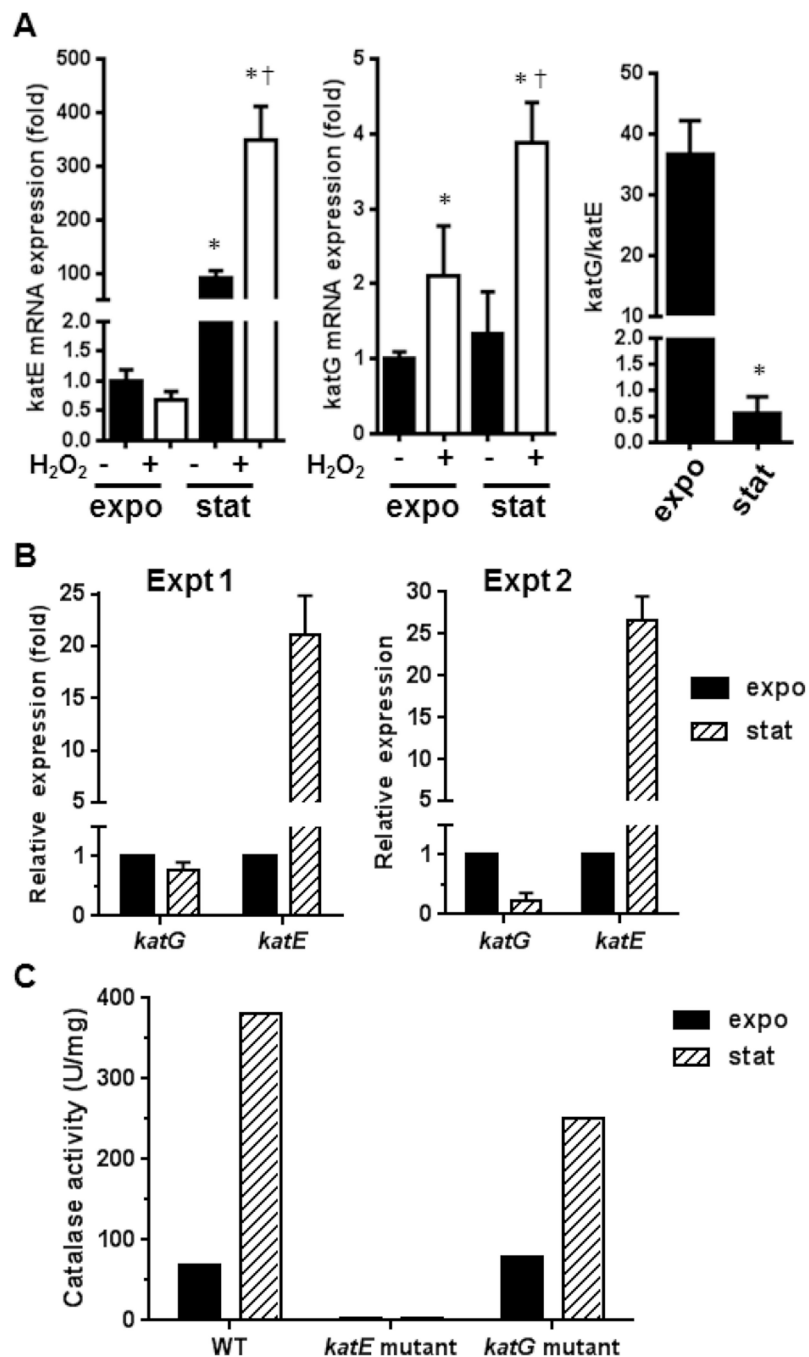 A
katE mRNA expression (fold)
500
400
300
200
100
2.0
1.5
1.0
0.5
0.0
* *†
H2O2 - + - +
expo stat
katG mRNA expression (fold)
5
4
3
2
1
0
* *†
- + - +
H2O2
expo stat
katG/katE
50
40
30
20
10
2.0
1.5
1.0
0.5
0.0
*
expo stat
B
Expt 1
Relative expression (fold)
25
20
15
10
5
1
0
katG katE
Expt 2
Relative expression
30
25
20
15
10
5
1
0
katG katE
expo
stat
C
Catalase activity (U/mg)
400
300
200
100
0
WT katE mutant katG mutant
expo
stat